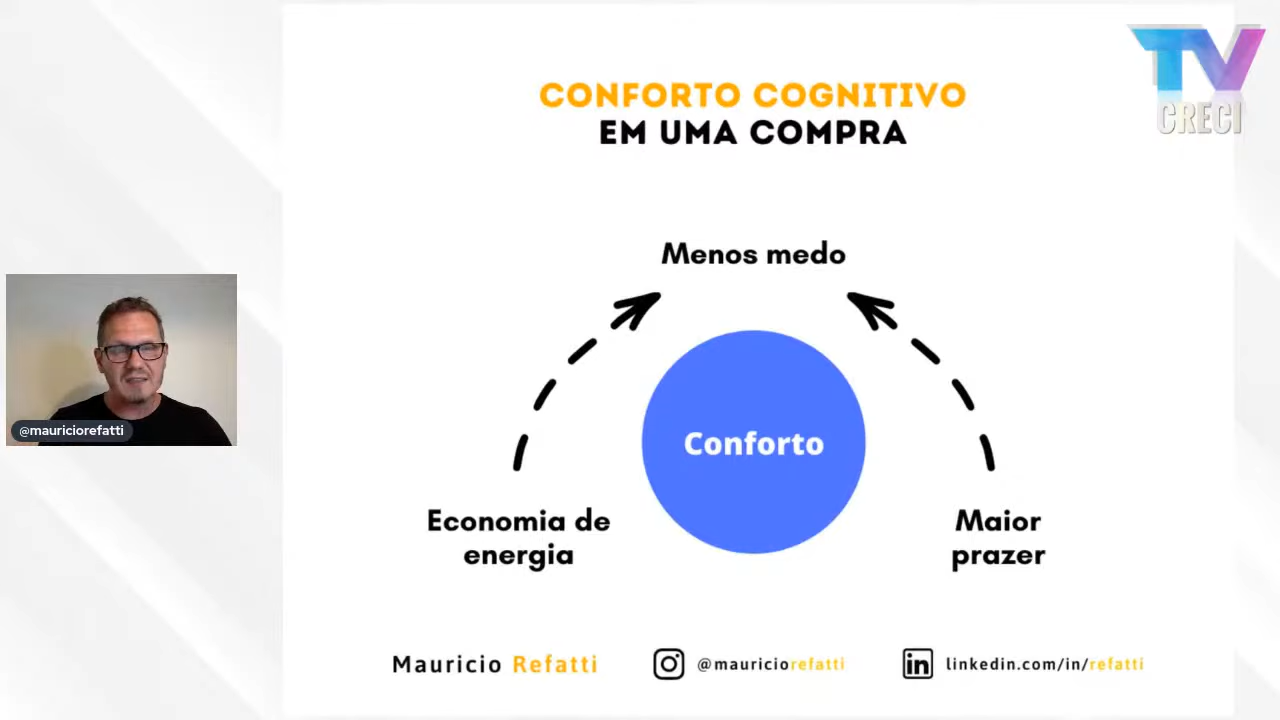 TV
CRECI
CONFORTO COGNITIVO
EM UMA COMPRA
Menos medo
Conforto
Economia de
energia
Maior
prazer
@mauriciorefatti
Mauricio Refatti
@mauriciorefatti
linkedin.com/in/refatti